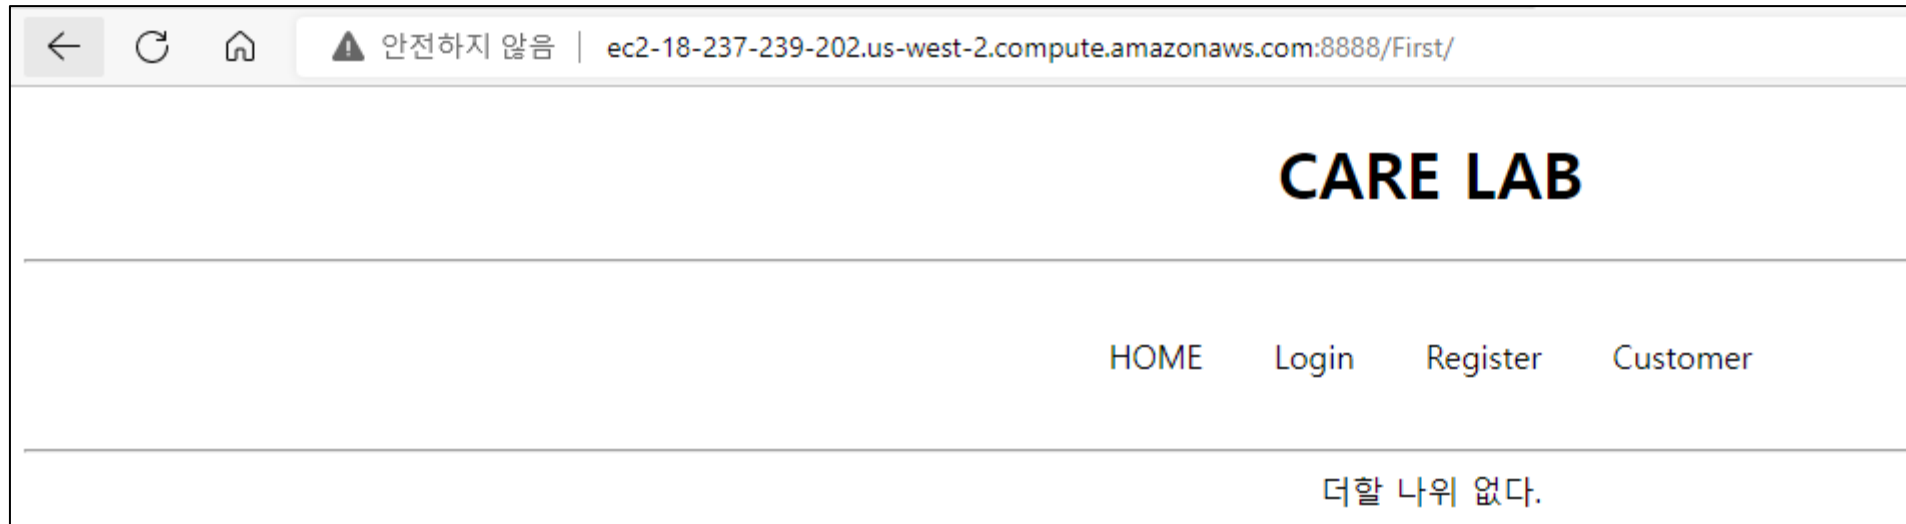 안전하지 않음 | ec2-18-237-239-202.us-west-2.compute.amazonaws.com:8888/First/
CARE LAB
HOME Login Register Customer
더할 나위 없다.